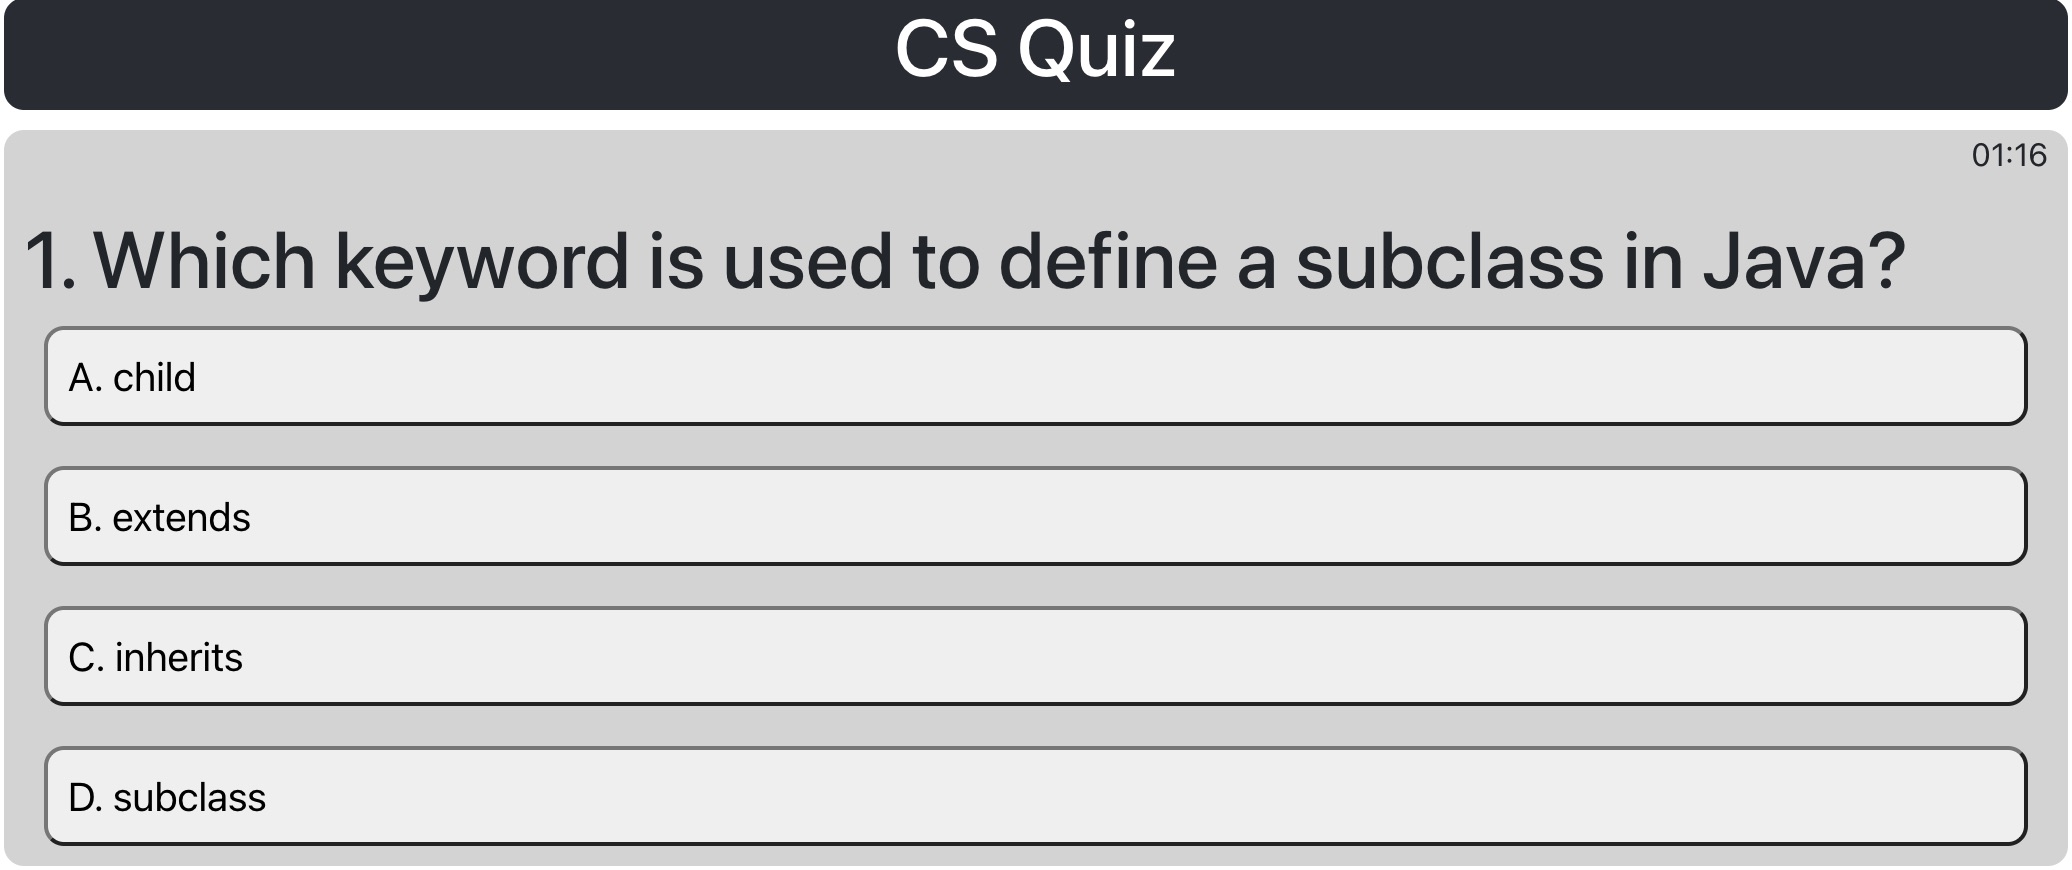 CS Quiz
01:16
1. Which keyword is used to define a subclass in Java?
A. child
B. extends
C. inherits
D. subclass